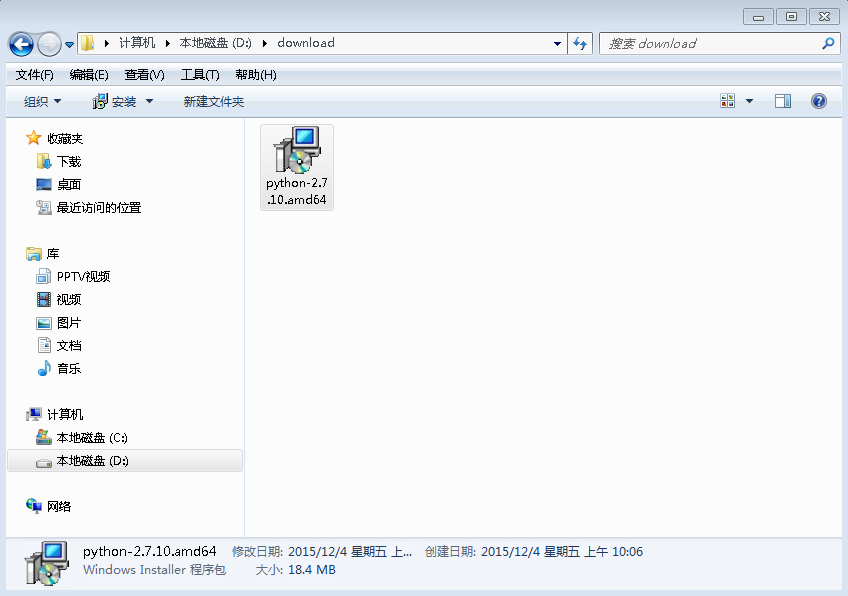 计算机 本地磁盘 (D:) download 搜索 download
文件(F) 编辑(E) 查看(V) 工具(T) 帮助(H)
组织 安装 新建文件夹
收藏夹
下载
桌面
最近访问的位置
库
PPTV视频
视频
图片
文档
音乐
计算机
本地磁盘 (C:)
本地磁盘 (D:)
网络
python-2.7
.10.amd64
python-2.7.10.amd64 修改日期: 2015/12/4 星期五 上... 创建日期: 2015/12/4 星期五 上午 10:06
Windows Installer 程序包 大小: 18.4 MB